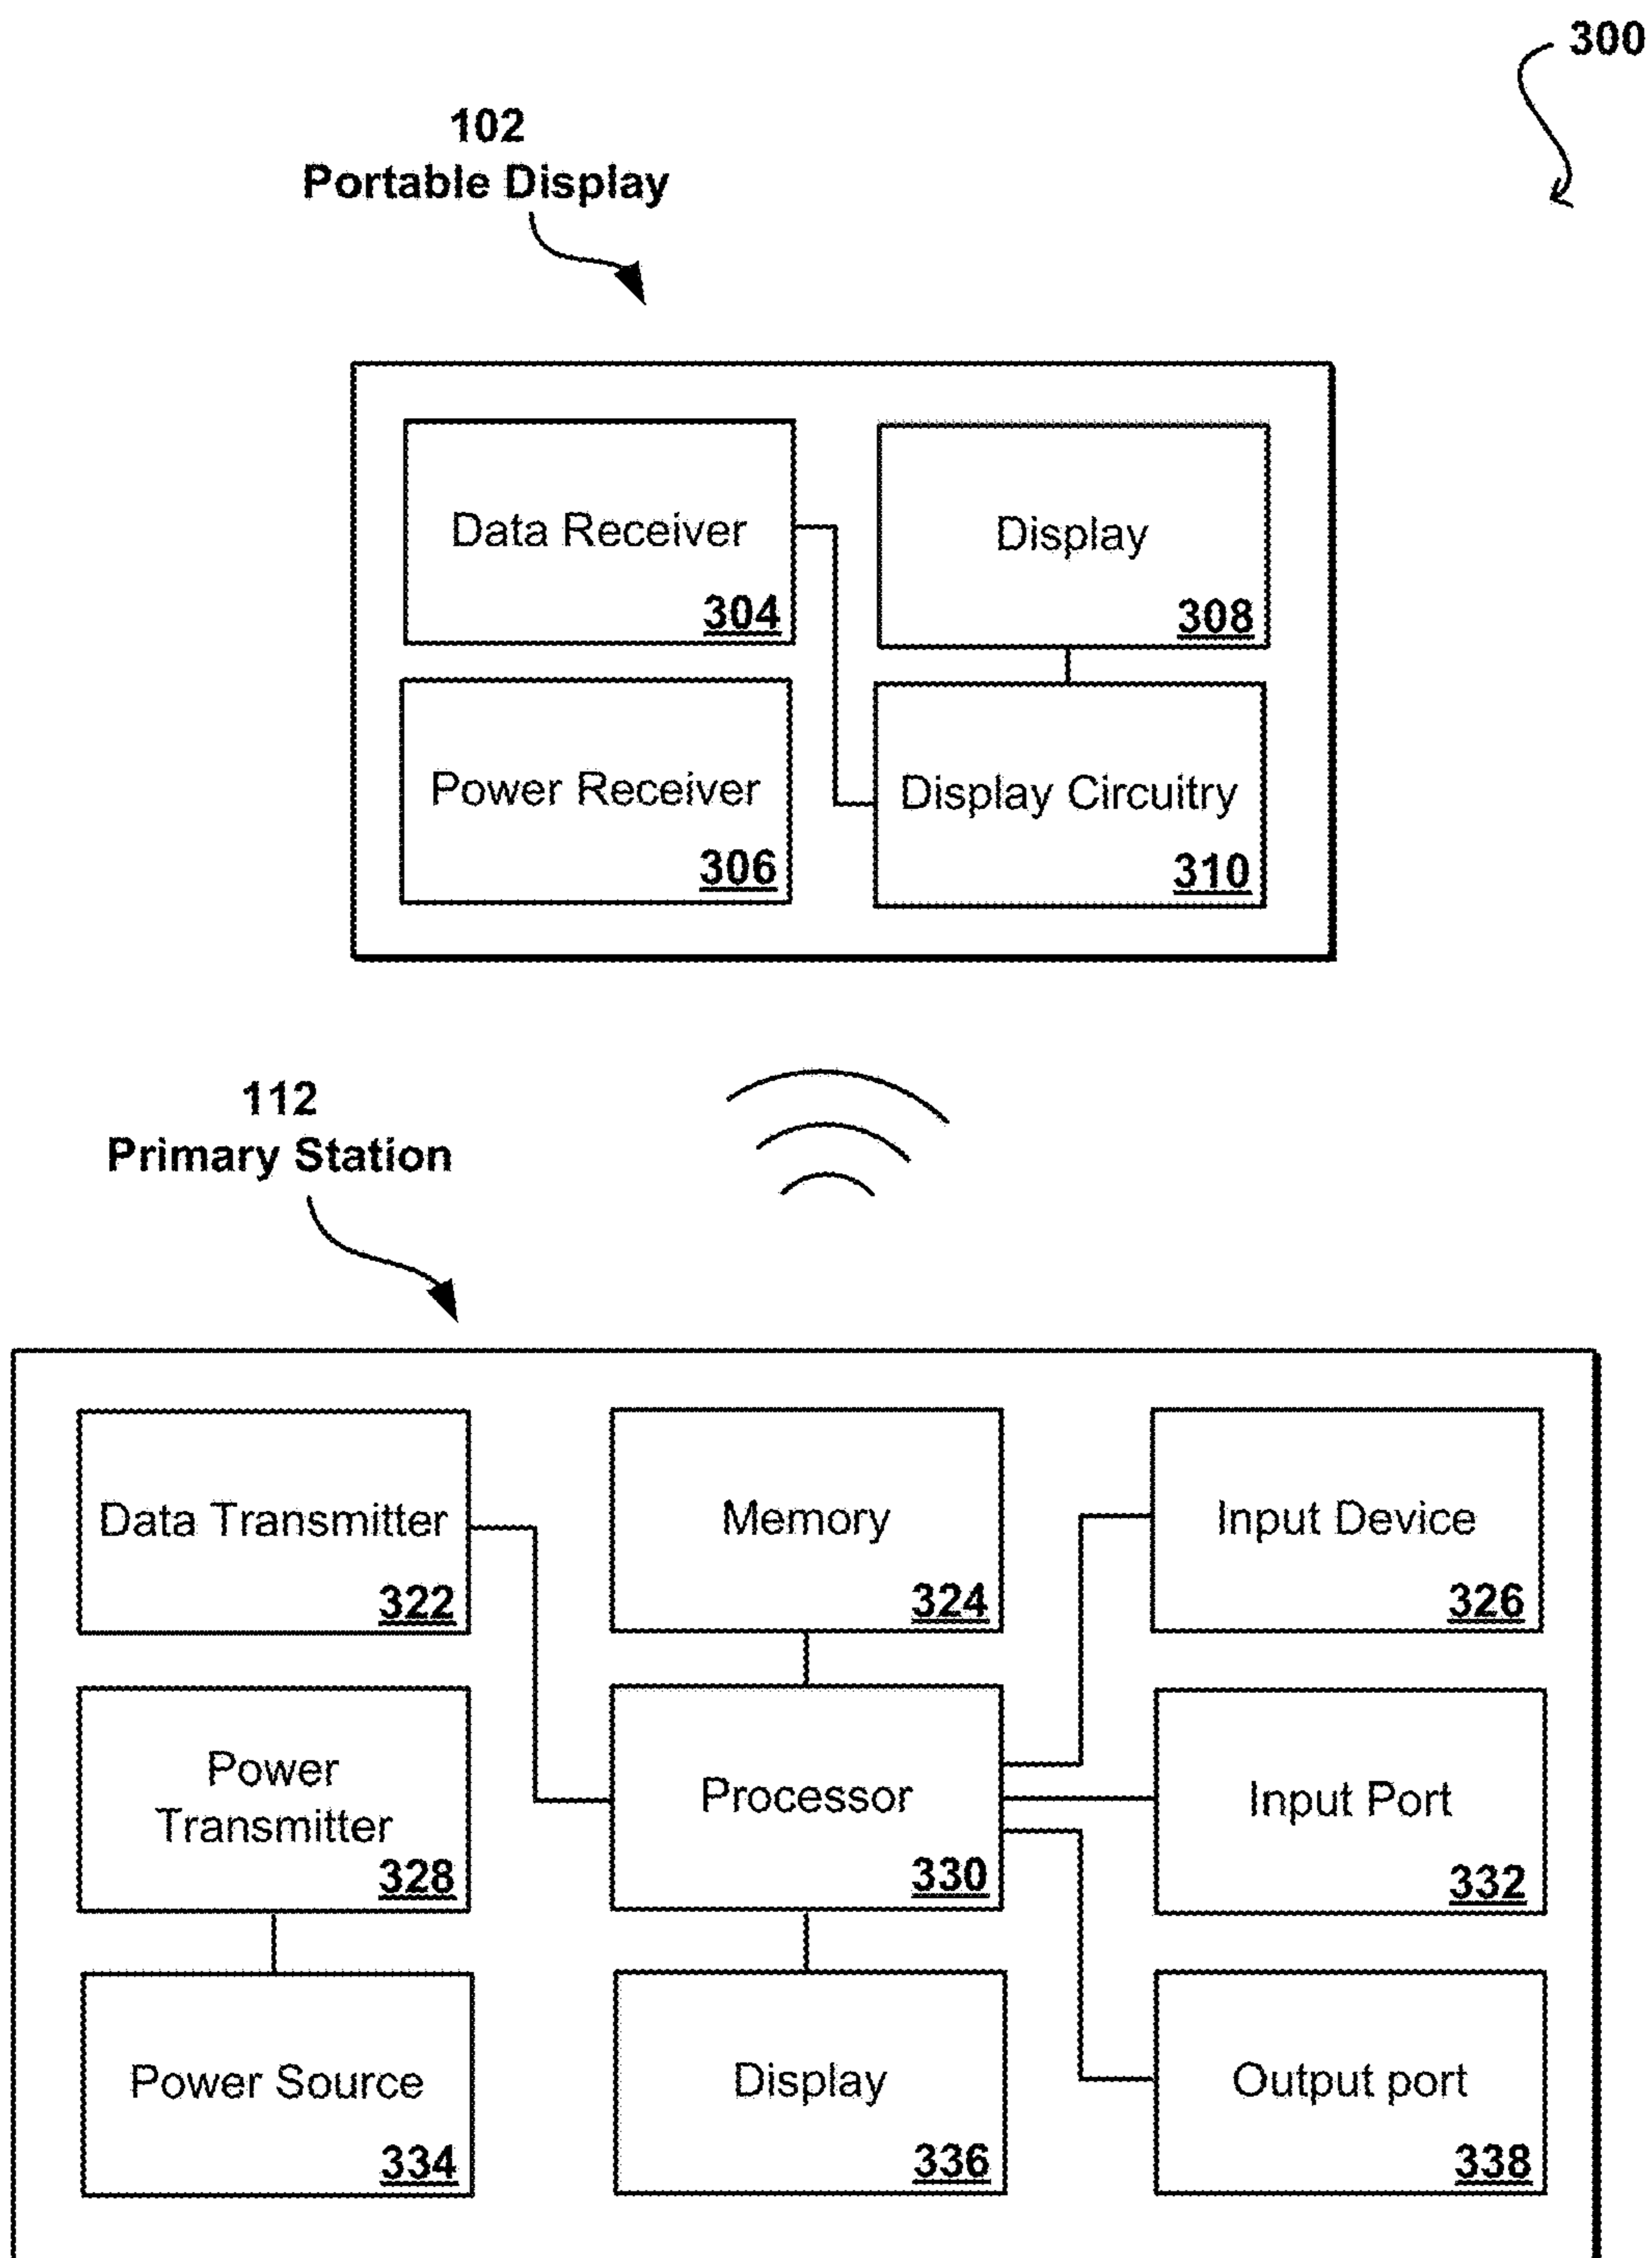 300
102
Portable Display
Data Receiver
304
Display
308
Power Receiver
306
Display Circuitry
310
112
Primary Station
Data Transmitter
322
Memory
324
Input Device
326
Power
Transmitter
328
Processor
330
Input Port
332
Power Source
334
Display
336
Output port
338